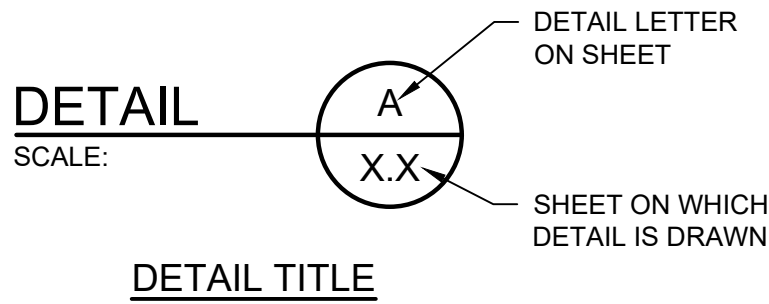 DETAIL LETTER
ON SHEET
DETAIL
A
SCALE:
X.X
SHEET ON WHICH
DETAIL IS DRAWN
DETAIL TITLE